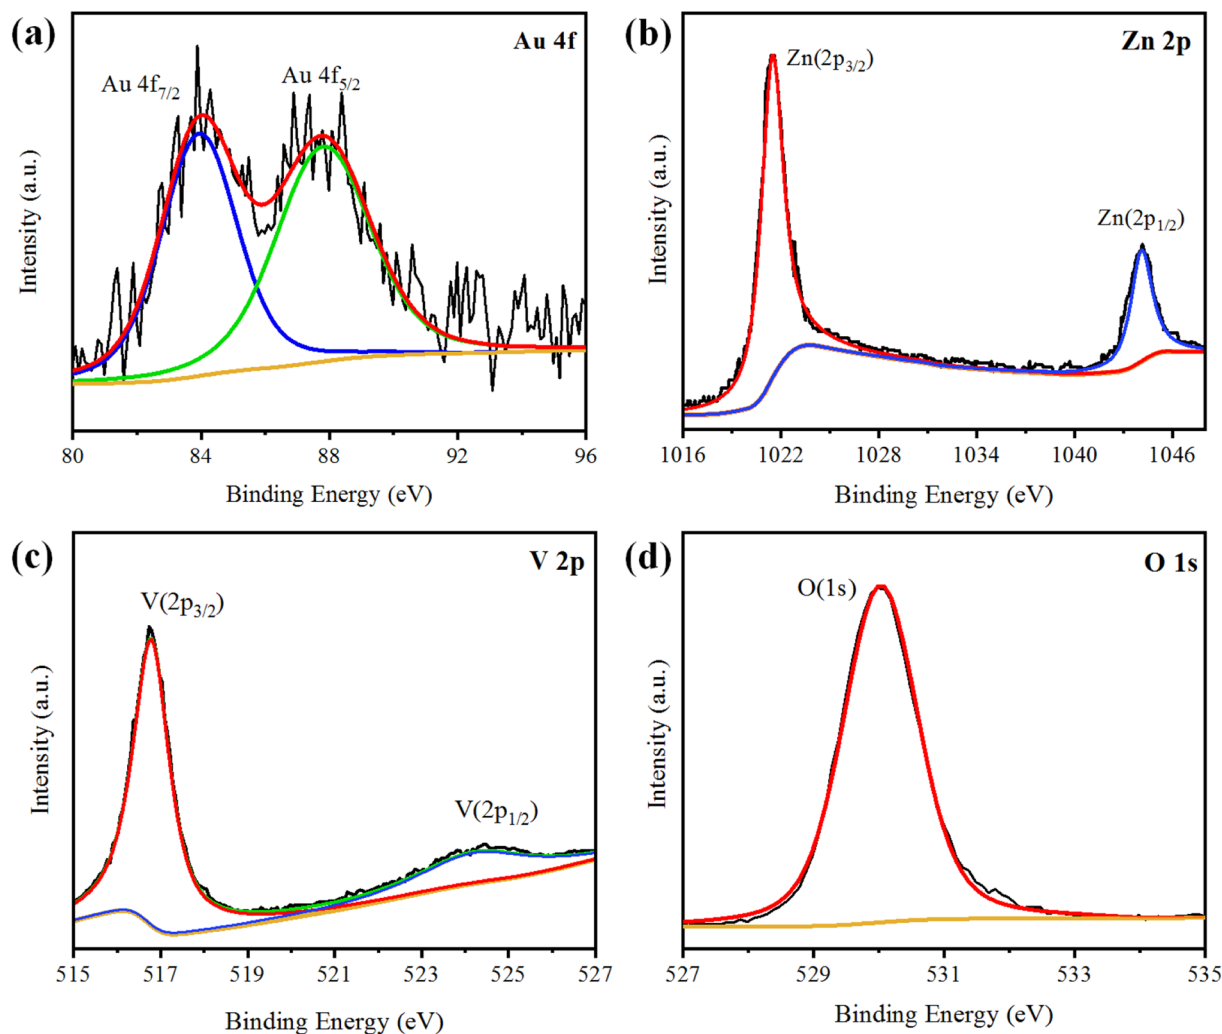 (a)
Au 4f
Au 4f7/2
Au 4f5/2
Intensity (a.u.)
80 84 88 92 96
Binding Energy (eV)
(b)
Zn 2p
Zn(2p3/2)
Zn(2p1/2)
Intensity (a.u.)
1016 1022 1028 1034 1040 1046
Binding Energy (eV)
(c)
V 2p
V(2p3/2)
V(2p1/2)
Intensity (a.u.)
515 517 519 521 523 525 527
Binding Energy (eV)
(d)
O 1s
O(1s)
Intensity (a.u.)
527 529 531 533 535
Binding Energy (eV)